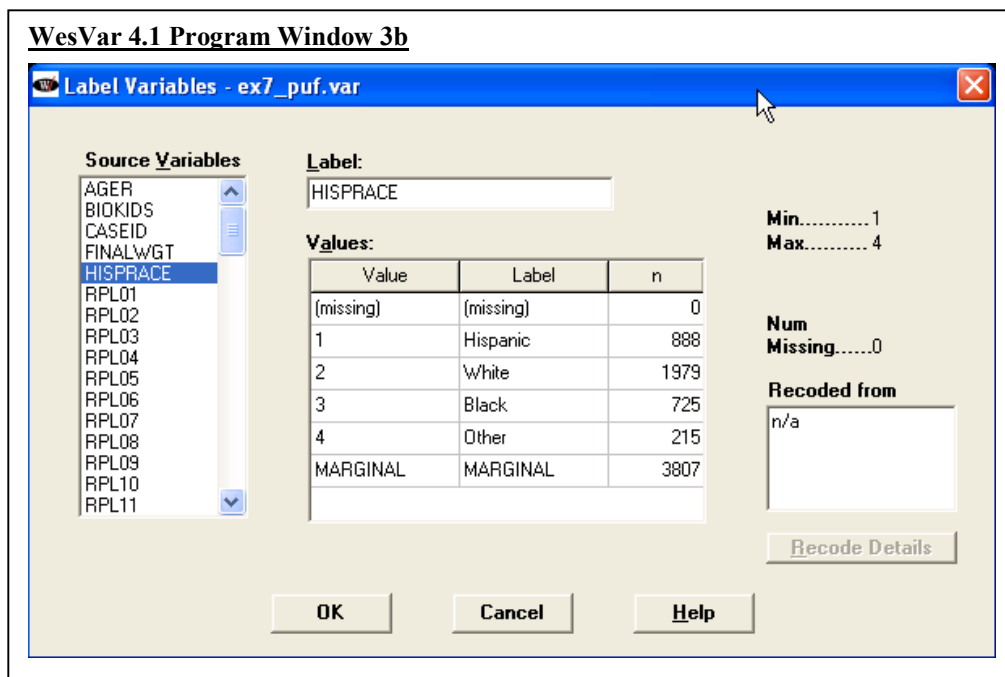 WesVar 4.1 Program Window 3b
W Label Variables - ex7_puf.var
Source Variables
AGER
BIOKIDS
CASEID
FINALWGT
HISPRACE
RPL01
RPL02
RPL03
RPL04
RPL05
RPL06
RPL07
RPL08
RPL09
RPL10
RPL11
Label:
HISPRACE
Values:
Value Label n
(missing) (missing) 0
1 Hispanic 888
2 White 1979
3 Black 725
4 Other 215
MARGINAL MARGINAL 3807
Min..........1
Max.......... 4
Num
Missing......0
Recoded from
n/a
Recode Details
OK Cancel Help